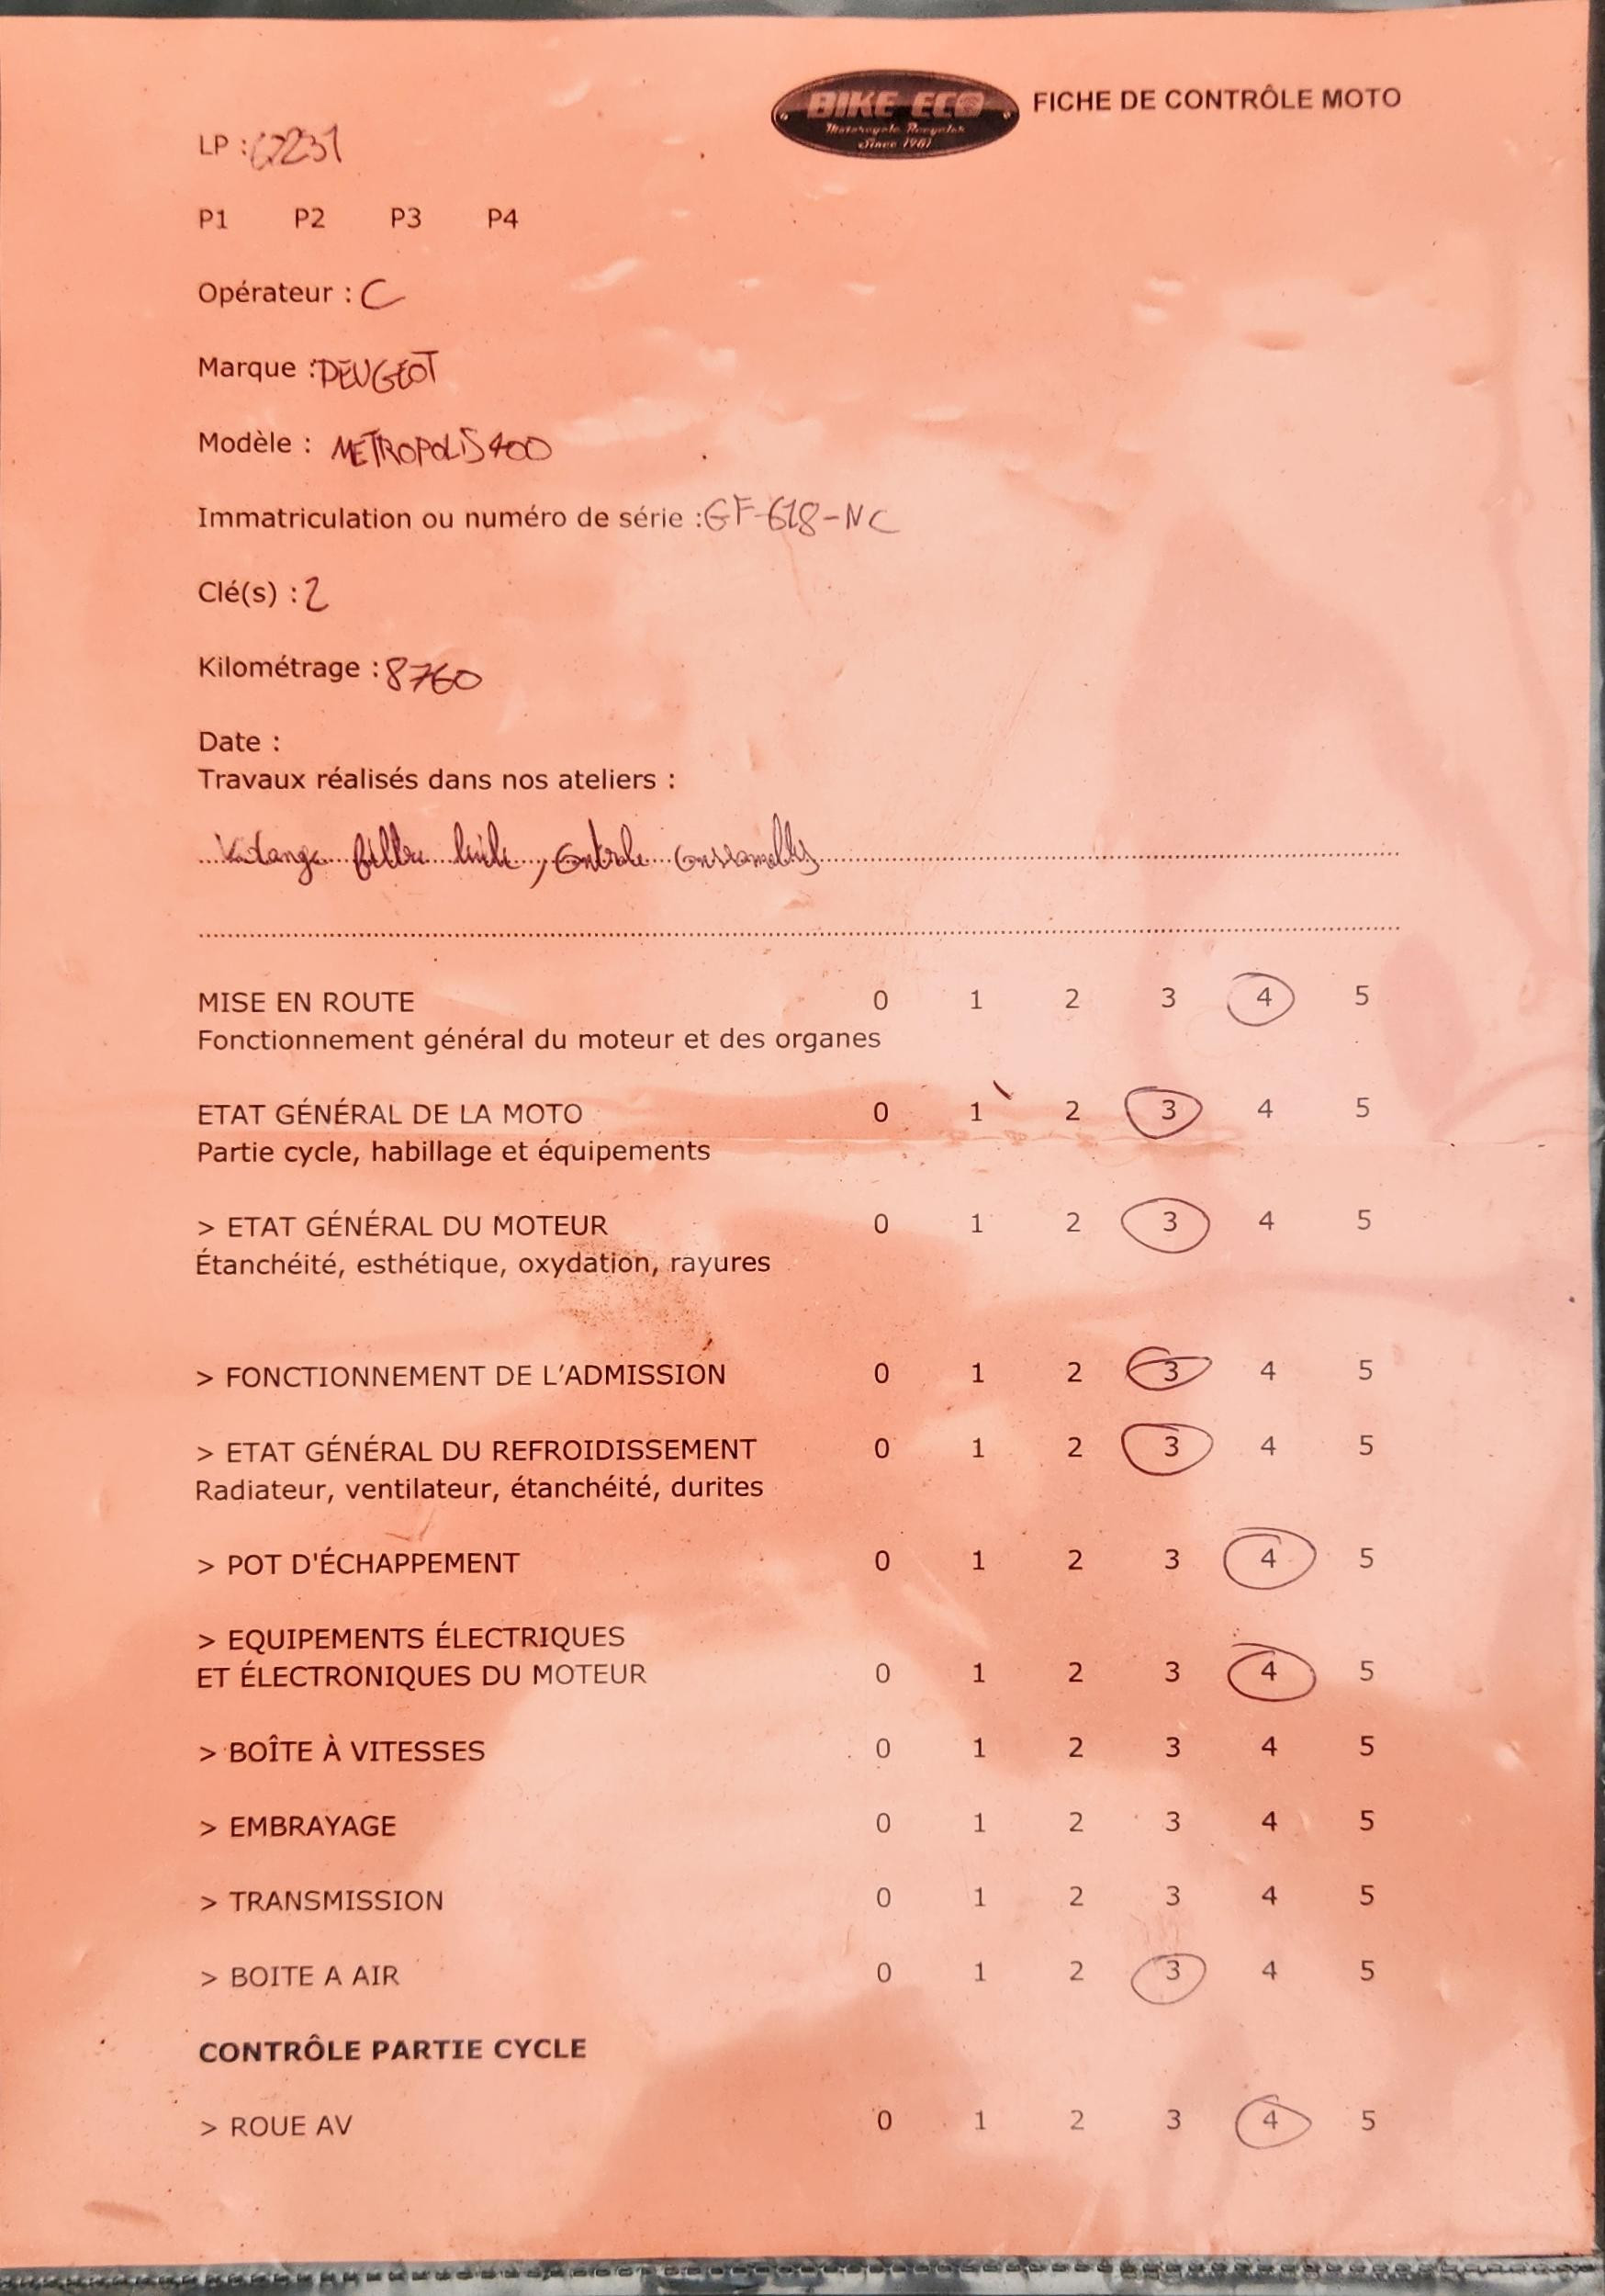 BIKE ECO
Motorcycle Recycler
Since 1981
FICHE DE CONTRÔLE MOTO
LP :
P1 P2 P3 P4
Opérateur : C
Marque : PEUGEOT
Modèle : METROPOLIS 400
Immatriculation ou numéro de série : GF-618-NC
Clé(s) : 2
Kilométrage : 8760
Date :
Travaux réalisés dans nos ateliers :
Vidange filtre huile, Controle consommables
MISE EN ROUTE 0 1 2 3 4 5
Fonctionnement général du moteur et des organes
ETAT GÉNÉRAL DE LA MOTO 0 1 2 3 4 5
Partie cycle, habillage et équipements
> ETAT GÉNÉRAL DU MOTEUR 0 1 2 3 4 5
Étanchéité, esthétique, oxydation, rayures
> FONCTIONNEMENT DE L'ADMISSION 0 1 2 3 4 5
> ETAT GÉNÉRAL DU REFROIDISSEMENT 0 1 2 3 4 5
Radiateur, ventilateur, étanchéité, durites
> POT D'ÉCHAPPEMENT 0 1 2 3 4 5
> EQUIPEMENTS ÉLECTRIQUES
ET ÉLECTRONIQUES DU MOTEUR 0 1 2 3 4 5
> BOÎTE À VITESSES 0 1 2 3 4 5
> EMBRAYAGE 0 1 2 3 4 5
> TRANSMISSION 0 1 2 3 4 5
> BOITE A AIR 0 1 2 3 4 5
CONTRÔLE PARTIE CYCLE
> ROUE AV 0 1 2 3 4 5